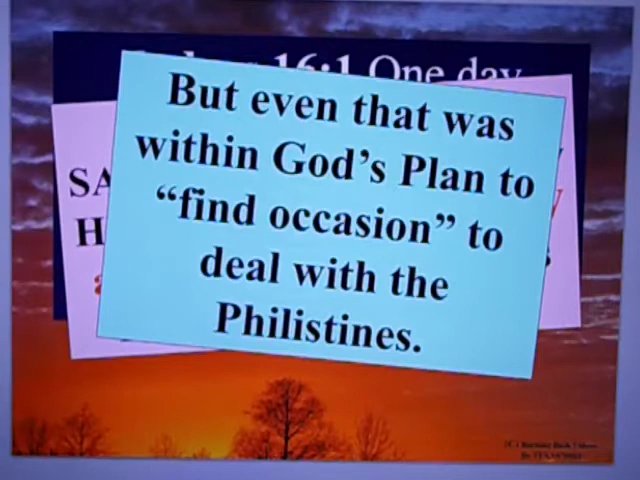 16:1 One day
SA
H
But even that was
within God's Plan to
“find occasion” to
deal with the
Philistines.